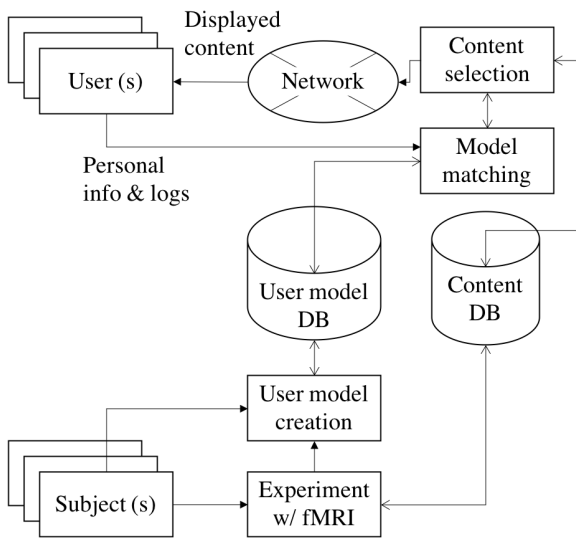 Displayed
content
User (s)
Network
Content
selection
Personal
info & logs
Model
matching
User model
DB
Content
DB
User model
creation
Subject (s)
Experiment
w/ fMRI